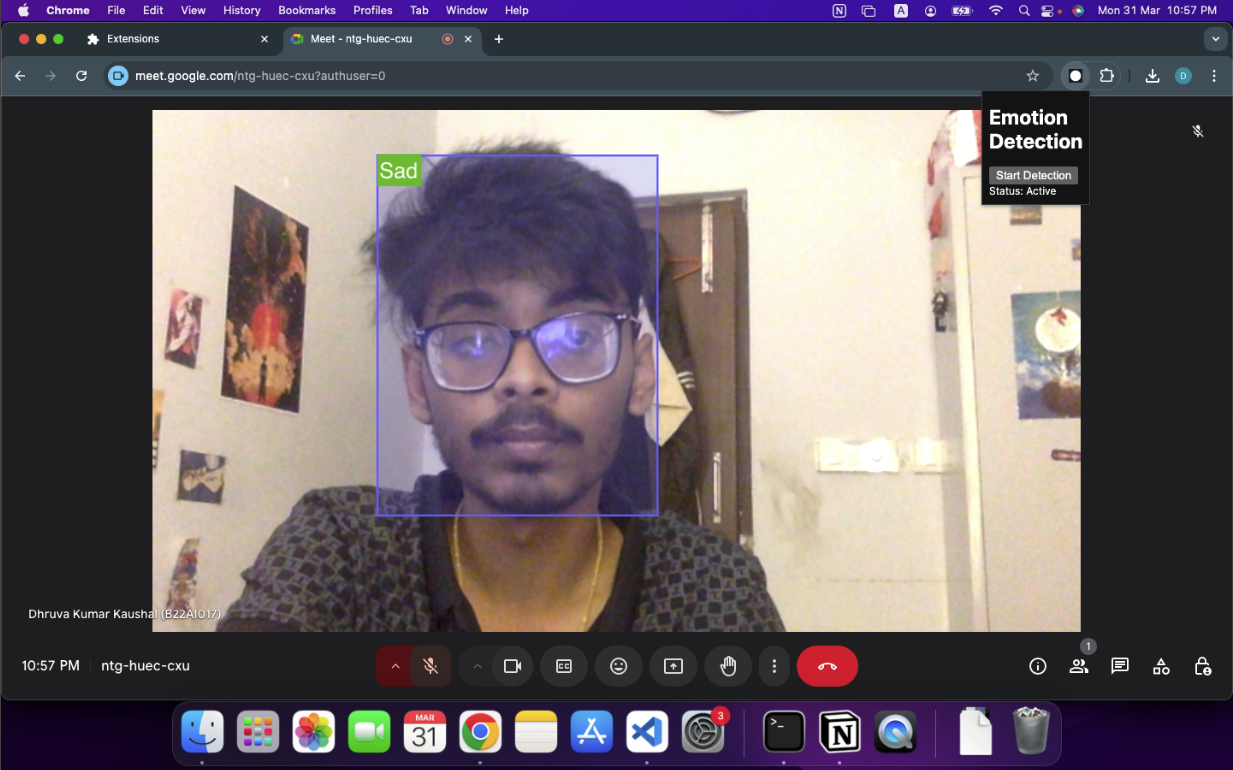 Chrome File Edit View History Bookmarks Profiles Tab Window Help A Mon 31 Mar 10:57 PM
Extensions
Meet - ntg-huec-cxu
meet.google.com/ntg-huec-cxu?authuser=0
D
Emotion
Detection
Start Detection
Status: Active
Sad
Dhruva Kumar Kaushal (B22AI017)
10:57 PM ntg-huec-cxu
CC
1
MAR
31
3